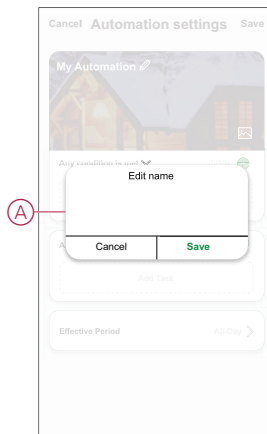 Cancel Automation settings Save
My Automation
Any condition is met
Edit name
A
Cancel Save
Add Task
Effective Period All-Day